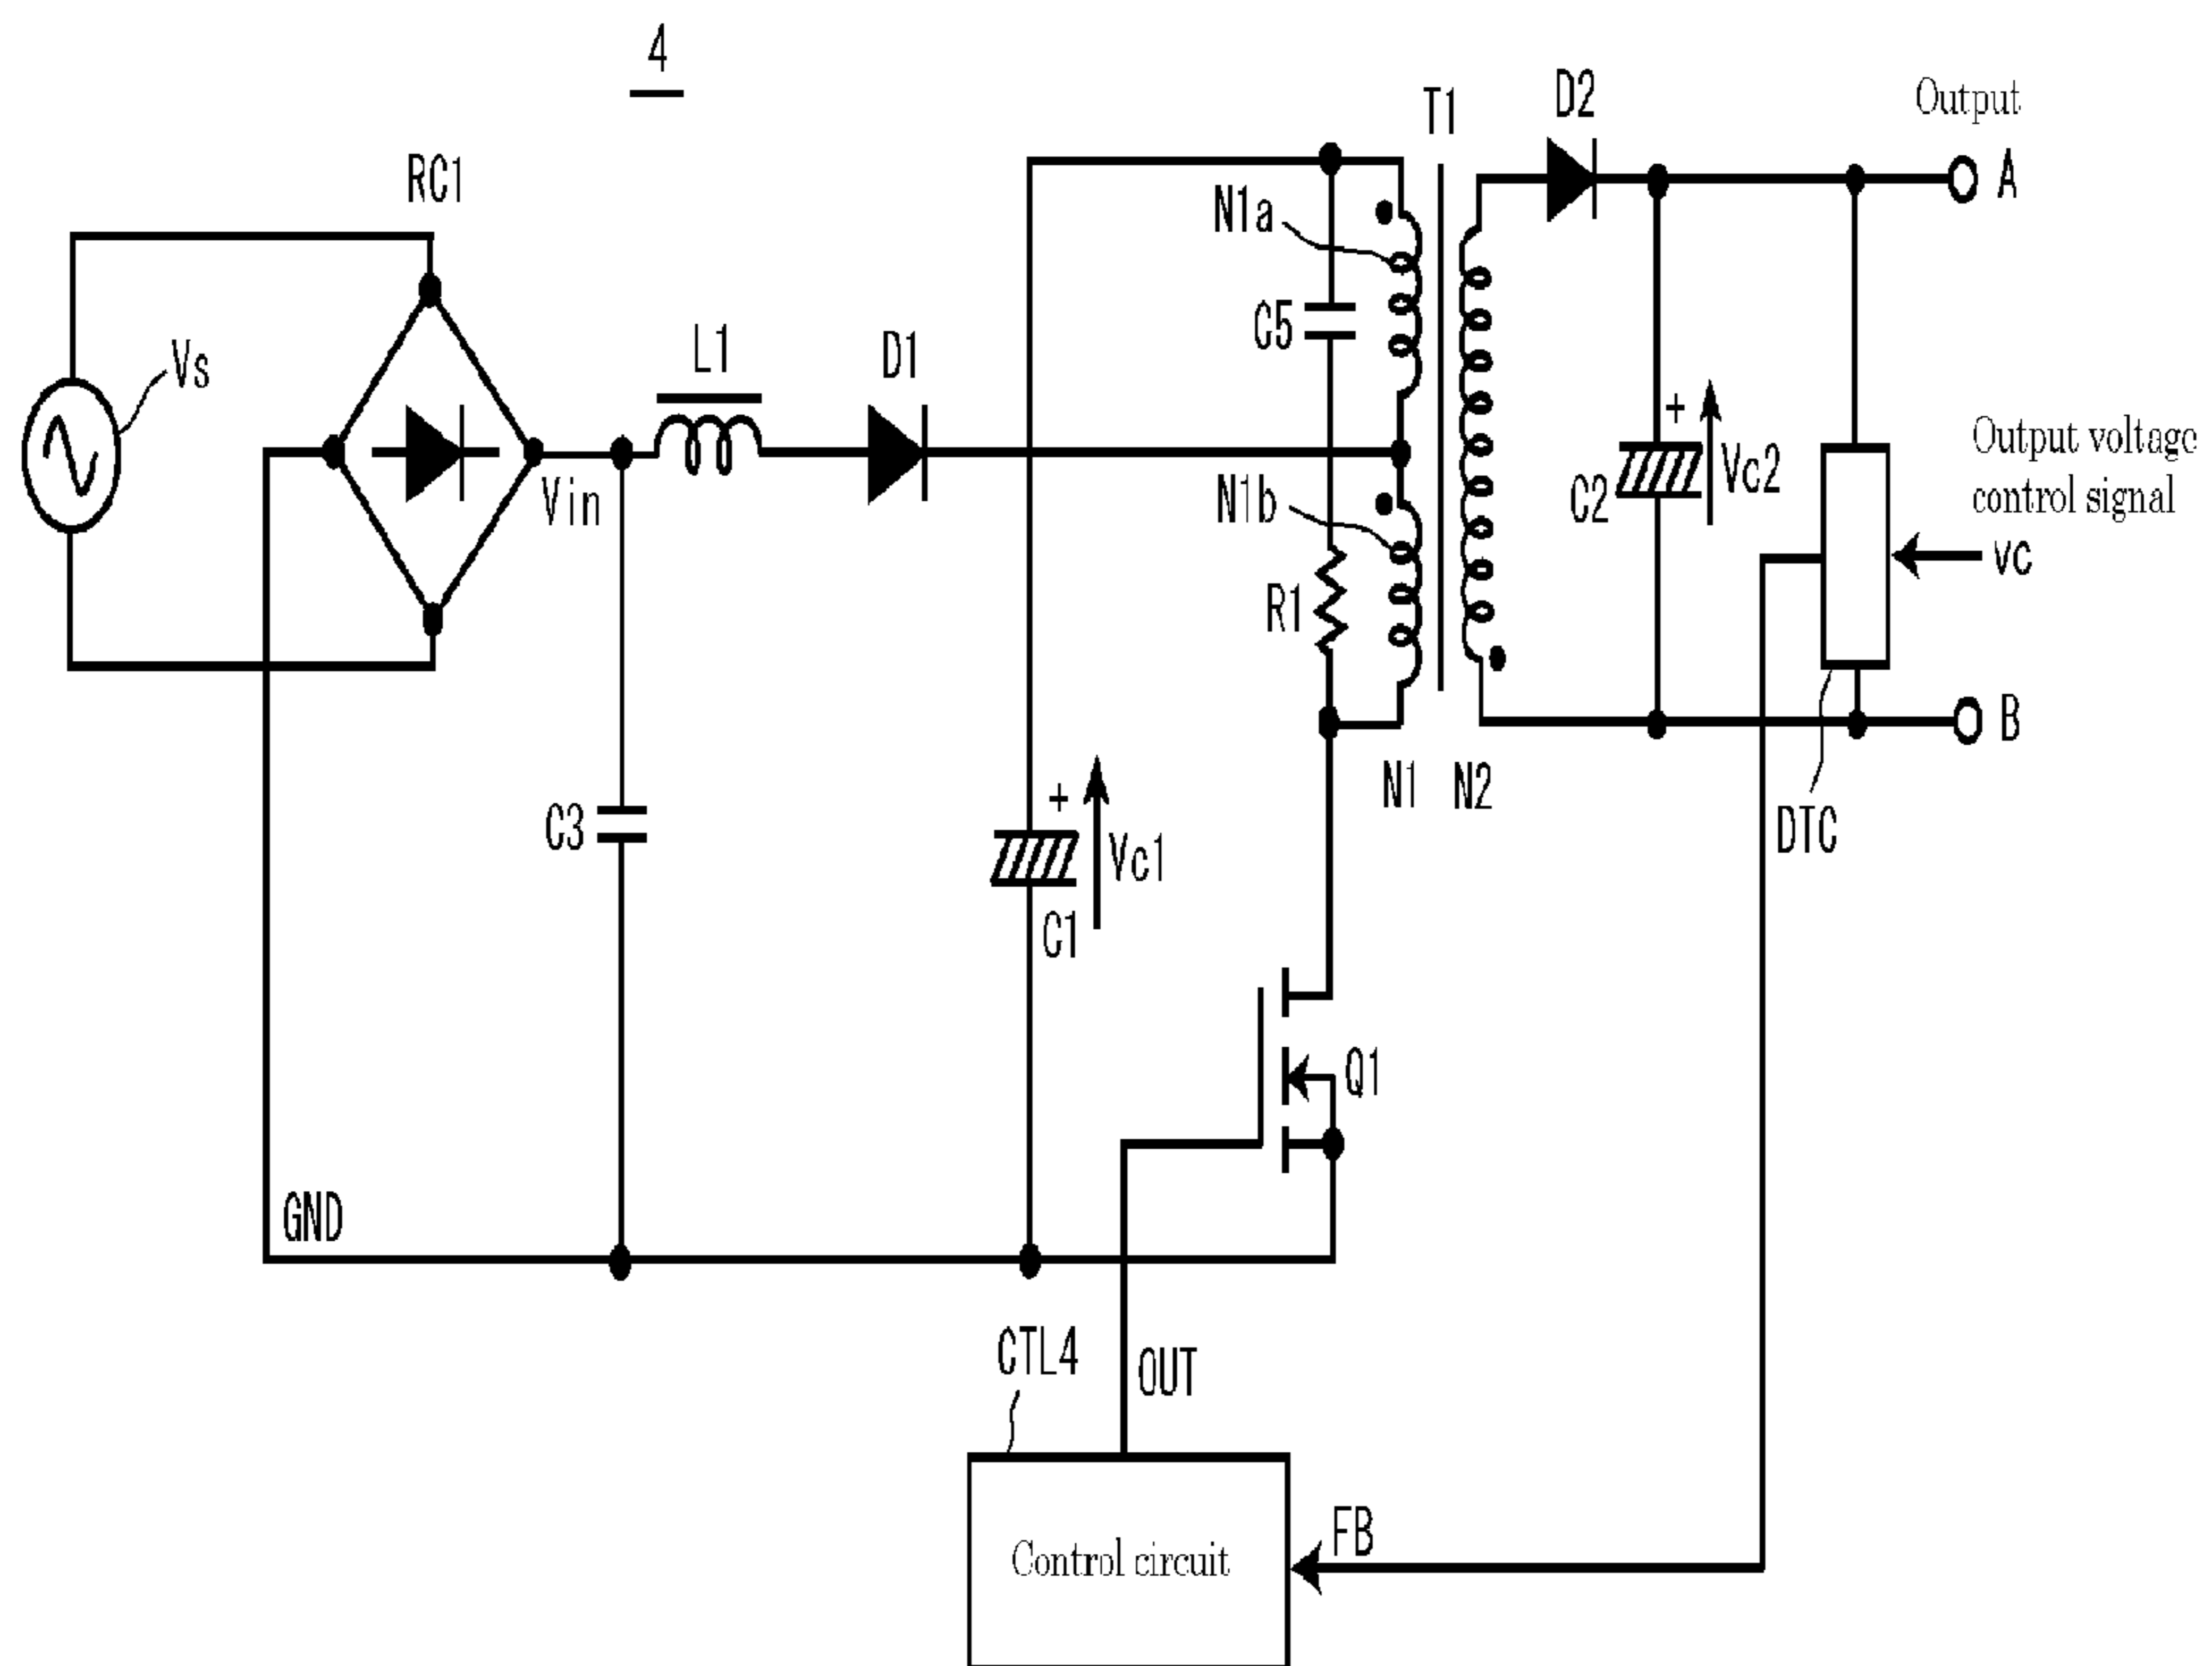 4
RC1
Vs
L1
D1
Vin
C3
GND
+
Vc1
C1
T1
N1a
C5
N1b
R1
N1
N2
D2
Output
A
+
Vc2
C2
Output voltage
control signal
vc
B
DTC
Q1
CTL4
OUT
Control circuit
FB